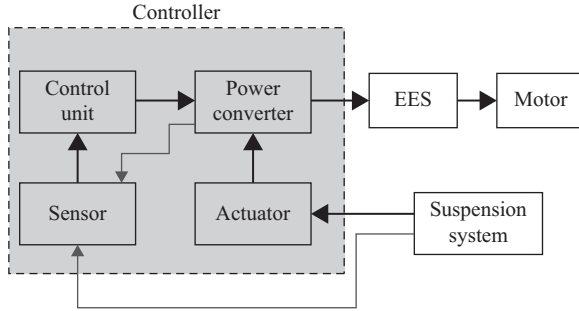 Controller
Control
unit
Power
converter
EES
Motor
Sensor
Actuator
Suspension
system